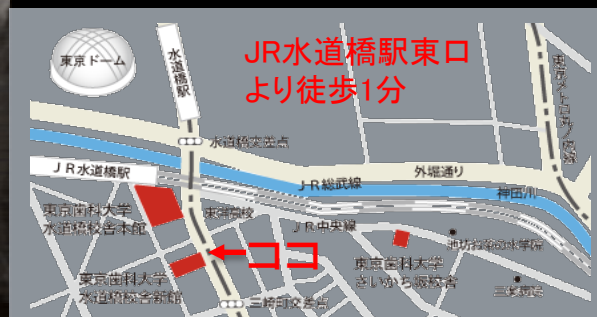 JR水道橋駅東口
より徒歩1分
東京ドーム
水道橋駅
水道橋交差点
JR水道橋駅
外堀通り
JR総武線
神田川
東京歯科大学
水道橋校舎本館
JR中央線
ココ
東京歯科大学
さいかち坂校舎
東京歯科大学
水道橋校舎新館
三崎町交差点